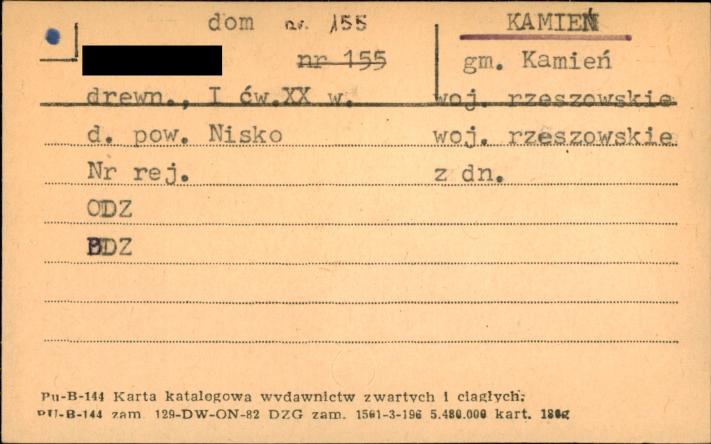 dom nr 155 KAMIEŃ
nr 155 gm. Kamień
drewn., I ćw.XX w. woj. rzeszowskie
d. pow. Nisko woj. rzeszowskie
Nr rej. z dn.
ODZ
BDZ
Pu-B-144 Karta katalogowa wydawnictw zwartych i ciągłych.
PU-B-144 zam. 129-DW-ON-82 DZG zam. 1501-3-196 5.480.000 kart. 180g